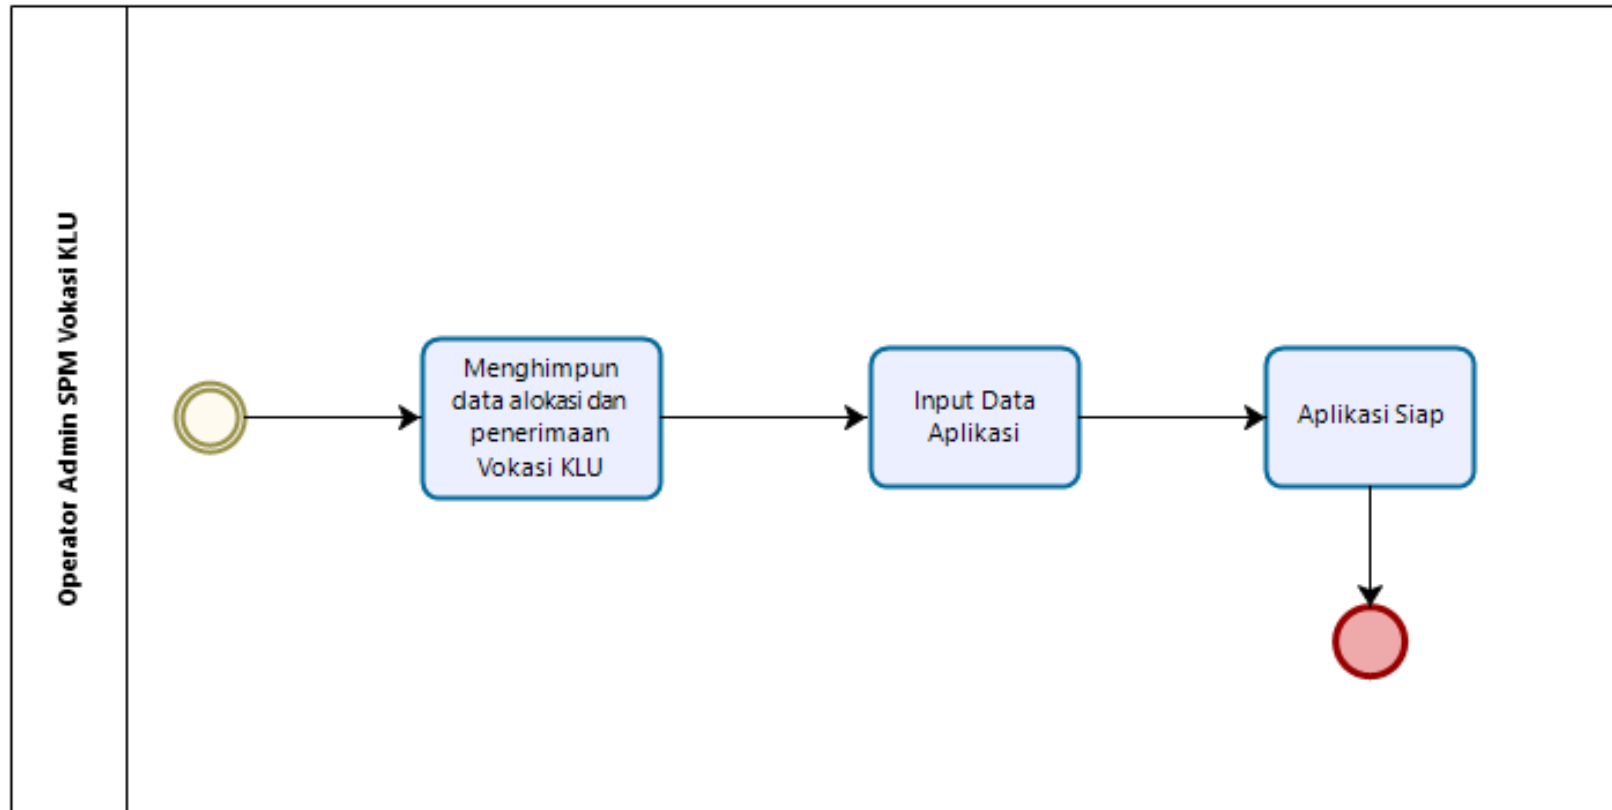 Operator Admin SPM Vokasi KLU
Menghimpun
data alokasi dan
penerimaan
Vokasi KLU
Input Data
Aplikasi
Aplikasi Siap